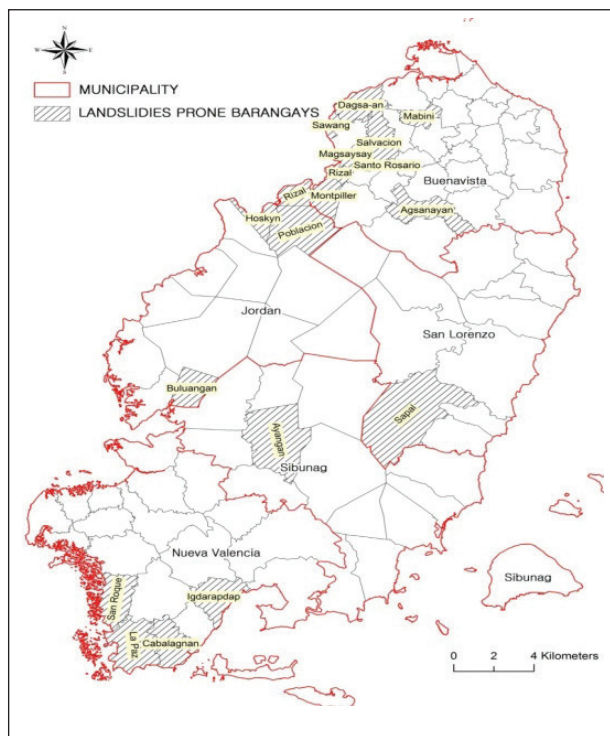 N
W E
S
MUNICIPALITY
LANDSLIDIES PRONE BARANGAYS
Dagsa-an
Mabini
Sawang
Salvacion
Magsaysay
Santo Rosario
Rizal
Buenavista
Rizal
Montpiller
Agsanayan
Hoskyn
Poblacion
Jordan
San Lorenzo
Buluangan
Sapal
Ayangan
Sibunag
Nueva Valencia
Sibunag
San Roque
Igdarapdap
La Paz
Cabalagnan
0 2 4 Kilometers